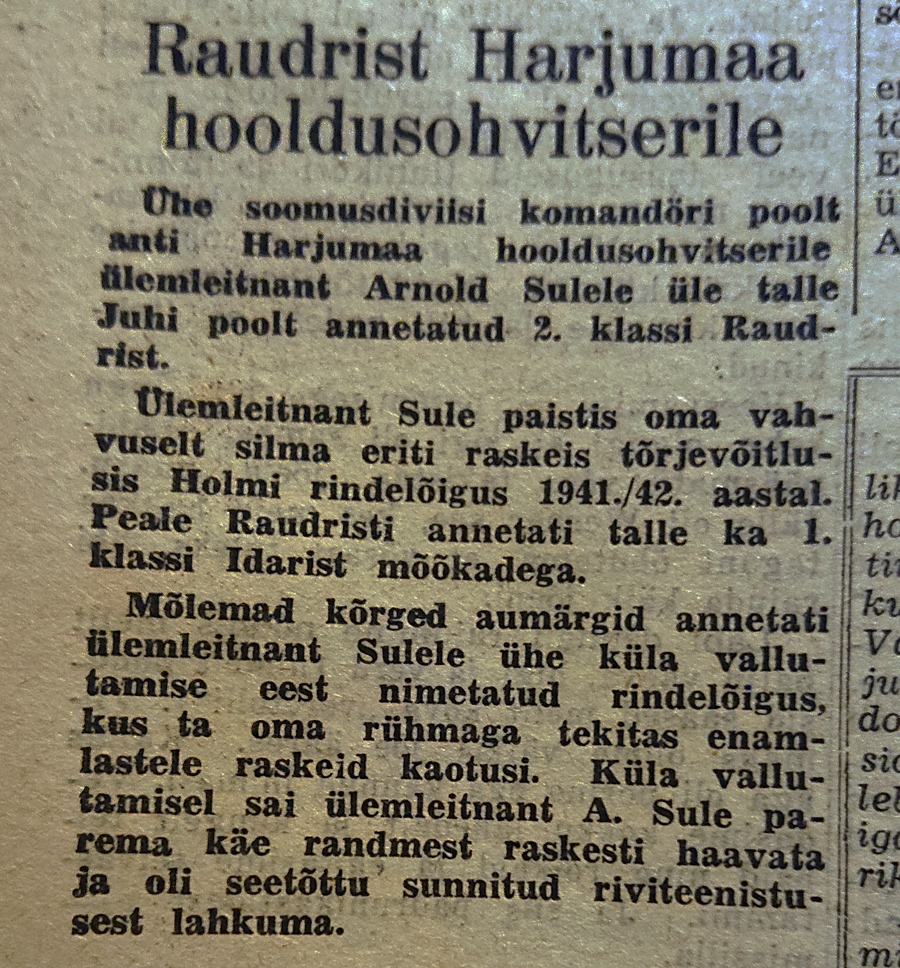 Raudrist Harjumaa
hooldusohvitserile
Ühe soomusdiviisi komandöri poolt
anti Harjumaa hooldusohvitserile
ülemleitnant Arnold Sulele üle talle
Juhi poolt annetatud 2. klassi Raud-
rist.
Ülemleitnant Sule paistis oma vah-
vuselt silma eriti raskeis tõrjevõitlu-
sis Holmi rindelõigus 1941./42. aastal.
Peale Raudristi annetati talle ka 1.
klassi Idarist mõõkadega.
Mõlemad kõrged aumärgid annetati
ülemleitnant Sulele ühe küla vallu-
tamise eest nimetatud rindelõigus,
kus ta oma rühmaga tekitas enam-
lastele raskeid kaotusi. Küla vallu-
tamisel sai ülemleitnant A. Sule pa-
rema käe randmest raskesti haavata
ja oli seetõttu sunnitud riviteenistu-
sest lahkuma.